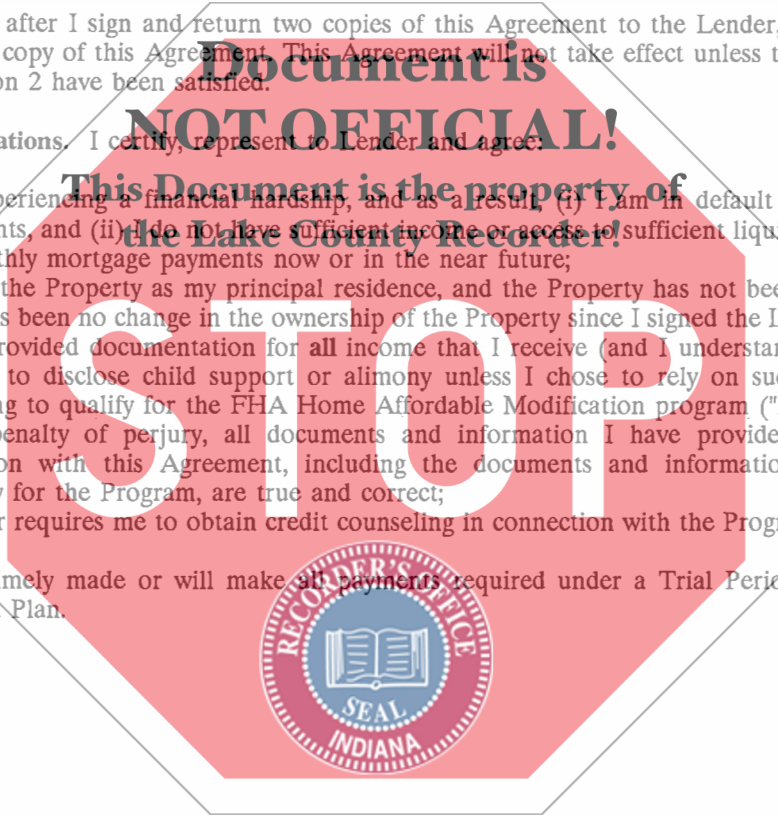 after I sign and return two copies of this Agreement to the Lender,
copy of this Agreement. This Agreement will not take effect unless t
on 2 have been satisfied.
Document is
NOT OFFICIAL!
This Document is the property of
the Lake County Recorder!
ations. I certify, represent to Lender and agree:
periencing a financial hardship, and as a result, (i) I am in default
nts, and (ii) I do not have sufficient income or access to sufficient liqu
thly mortgage payments now or in the near future;
the Property as my principal residence, and the Property has not bee
s been no change in the ownership of the Property since I signed the L
rovided documentation for all income that I receive (and I understa
to disclose child support or alimony unless I chose to rely on su
g to qualify for the FHA Home Affordable Modification program ("
penalty of perjury, all documents and information I have provide
on with this Agreement, including the documents and informatio
y for the Program, are true and correct;
r requires me to obtain credit counseling in connection with the Progr
imely made or will make all payments required under a Trial Perio
Plan.
STOP
RECORDER'S OFFICE
SEAL
INDIANA